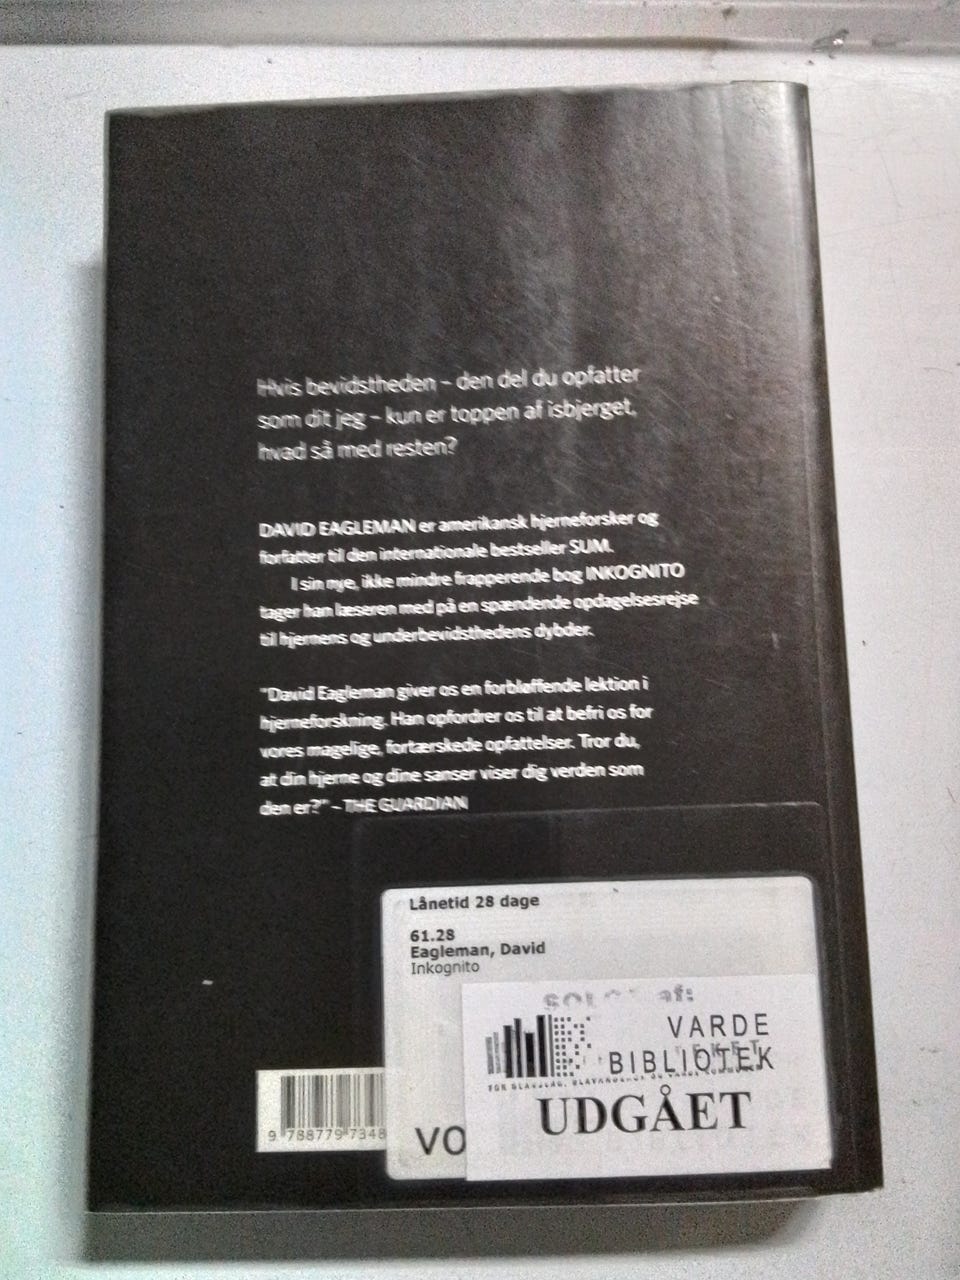 Hvis bevidstheden – den del du opfatter
som dit jeg – kun er toppen af isbjerget,
hvad så med resten?
DAVID EAGLEMAN er amerikansk hjerneforsker og
forfatter til den internationale bestseller SUM.
I sin nye, ikke mindre frapperende bog INKOGNITO
tager han læseren med på en spændende opdagelsesrejse
til hjernens og underbevidsthedens dybder.
"David Eagleman giver os en forbløffende lektion i
hjerneforskning. Han opfordrer os til at befri os for
vores magelige, fortærskede opfattelser. Tror du,
at din hjerne og dine sanser viser dig verden som
den er?" – THE GUARDIAN
Lånetid 28 dage
61.28
Eagleman, David
Inkognito
SOLGT af:
VARDE
BIBLIOTEK
UDGÅET
VO
9 788779 7348